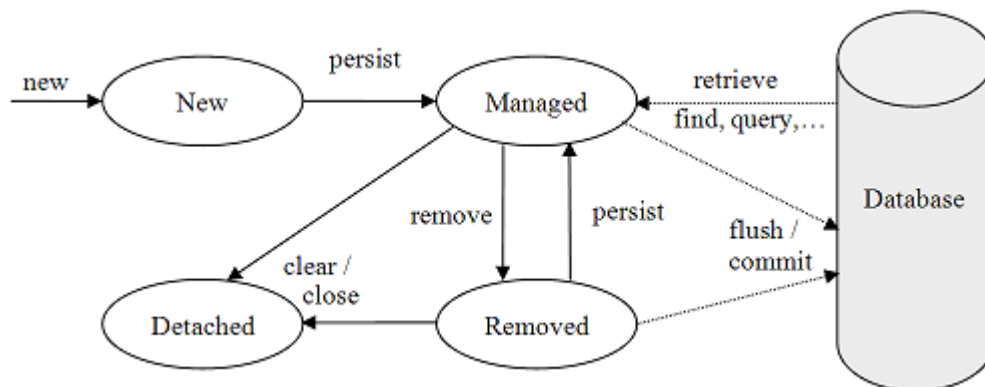 new
New
persist
Managed
retrieve
find, query,…
Database
remove
persist
flush /
commit
clear /
close
Detached
Removed